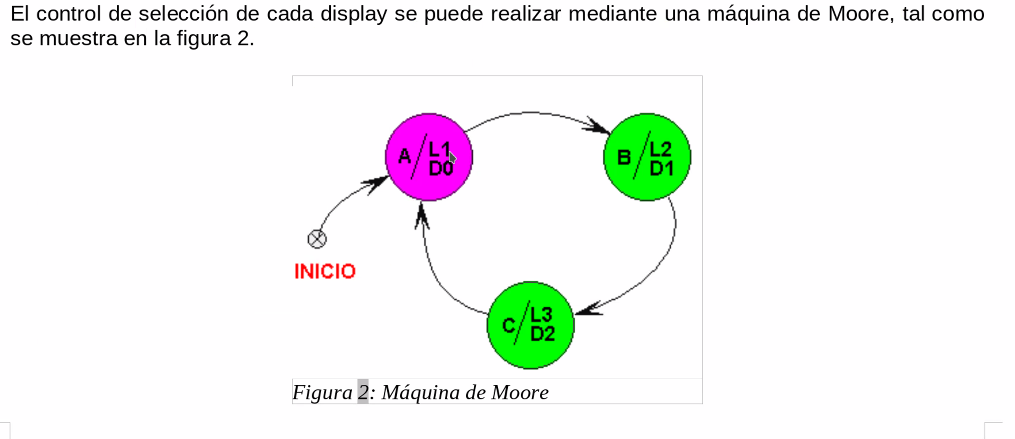 El control de selección de cada display se puede realizar mediante una máquina de Moore, tal como
se muestra en la figura 2.
A / L1
D0
B / L2
D1
INICIO
C / L3
D2
Figura 2: Máquina de Moore